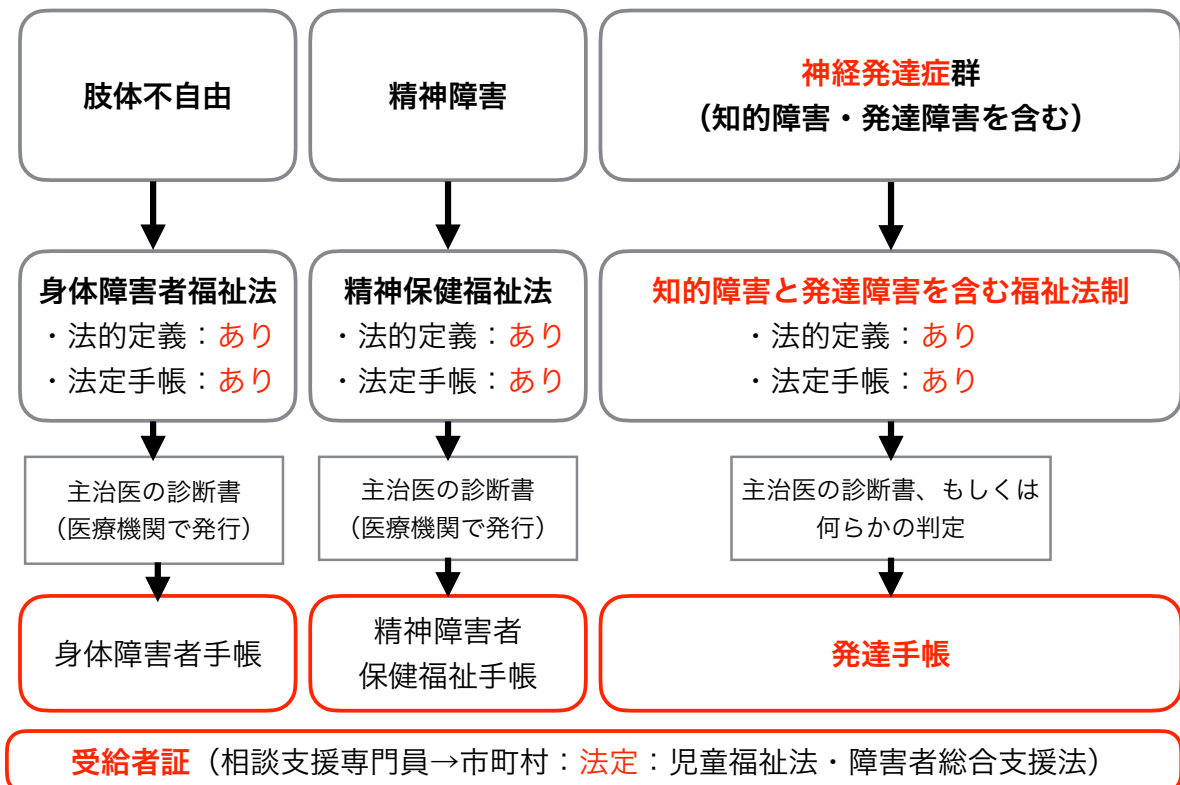 肢体不自由
精神障害
神経発達症群
（知的障害・発達障害を含む）
身体障害者福祉法
・法的定義：あり
・法定手帳：あり
精神保健福祉法
・法的定義：あり
・法定手帳：あり
知的障害と発達障害を含む福祉法制
・法的定義：あり
・法定手帳：あり
主治医の診断書
（医療機関で発行）
主治医の診断書
（医療機関で発行）
主治医の診断書、もしくは
何らかの判定
身体障害者手帳
精神障害者
保健福祉手帳
発達手帳
受給者証（相談支援専門員→市町村：法定：児童福祉法・障害者総合支援法）